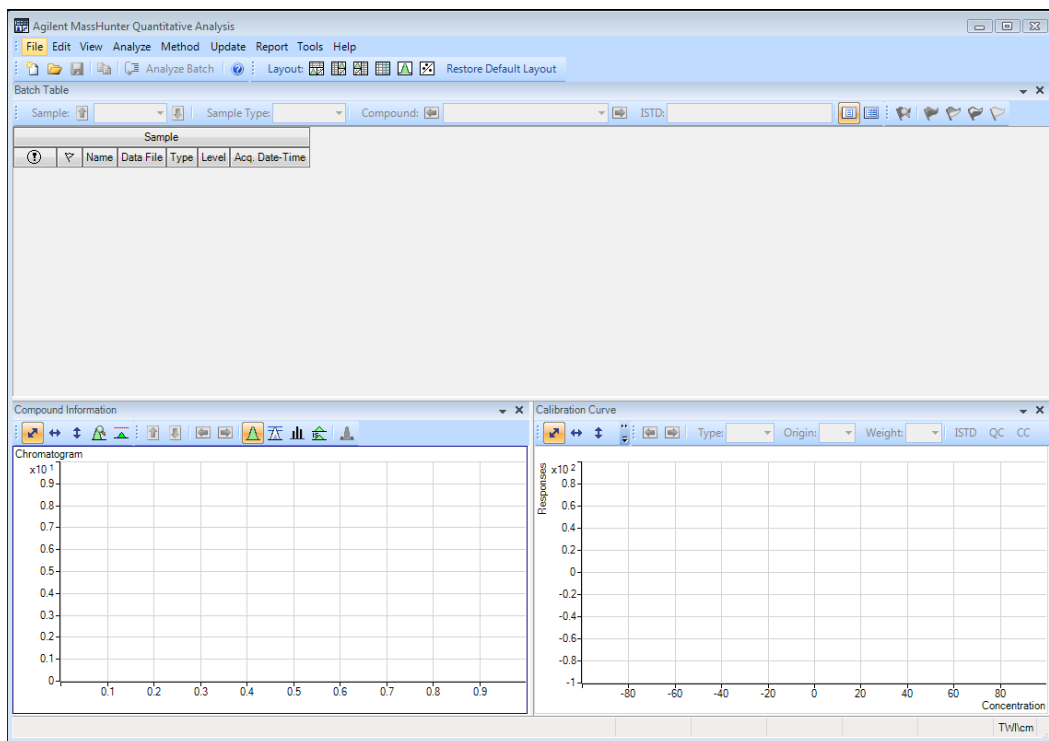 Agilent MassHunter Quantitative Analysis
File Edit View Analyze Method Update Report Tools Help
Analyze Batch Layout: Restore Default Layout
Batch Table
Sample: Sample Type: Compound: ISTD:
Sample
Name Data File Type Level Acq. Date-Time
Compound Information
Chromatogram
x10 1
0.9
0.8
0.7
0.6
0.5
0.4
0.3
0.2
0.1
0
0.1 0.2 0.3 0.4 0.5 0.6 0.7 0.8 0.9
Calibration Curve
Type: Origin: Weight: ISTD QC CC
Responses
x10 2
0.8
0.6
0.4
0.2
0
-0.2
-0.4
-0.6
-0.8
-1
-80 -60 -40 -20 0 20 40 60 80
Concentration
TWI\cm